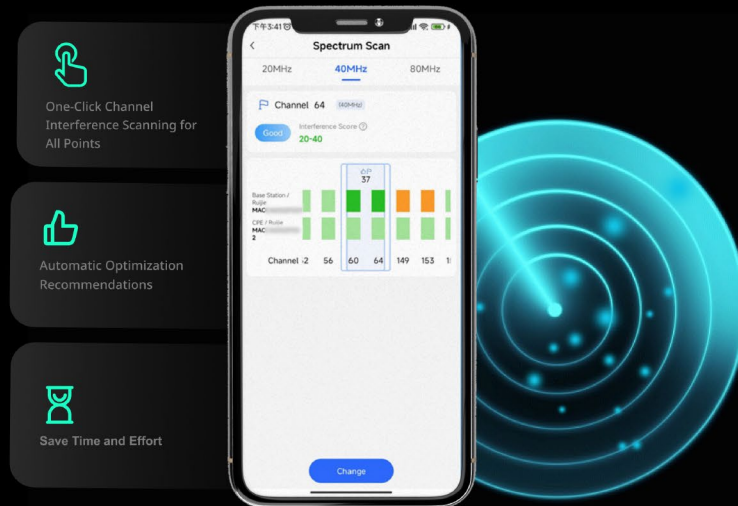 One-Click Channel
Interference Scanning for
All Points
Automatic Optimization
Recommendations
Save Time and Effort
下午3:41
Spectrum Scan
20MHz 40MHz 80MHz
Channel 64 (40MHz)
Good
Interference Score
20-40
37
Base Station /
Ruijie
MAC
CPE / Ruijie
MAC
2
Channel 56 60 64 149 153
Change